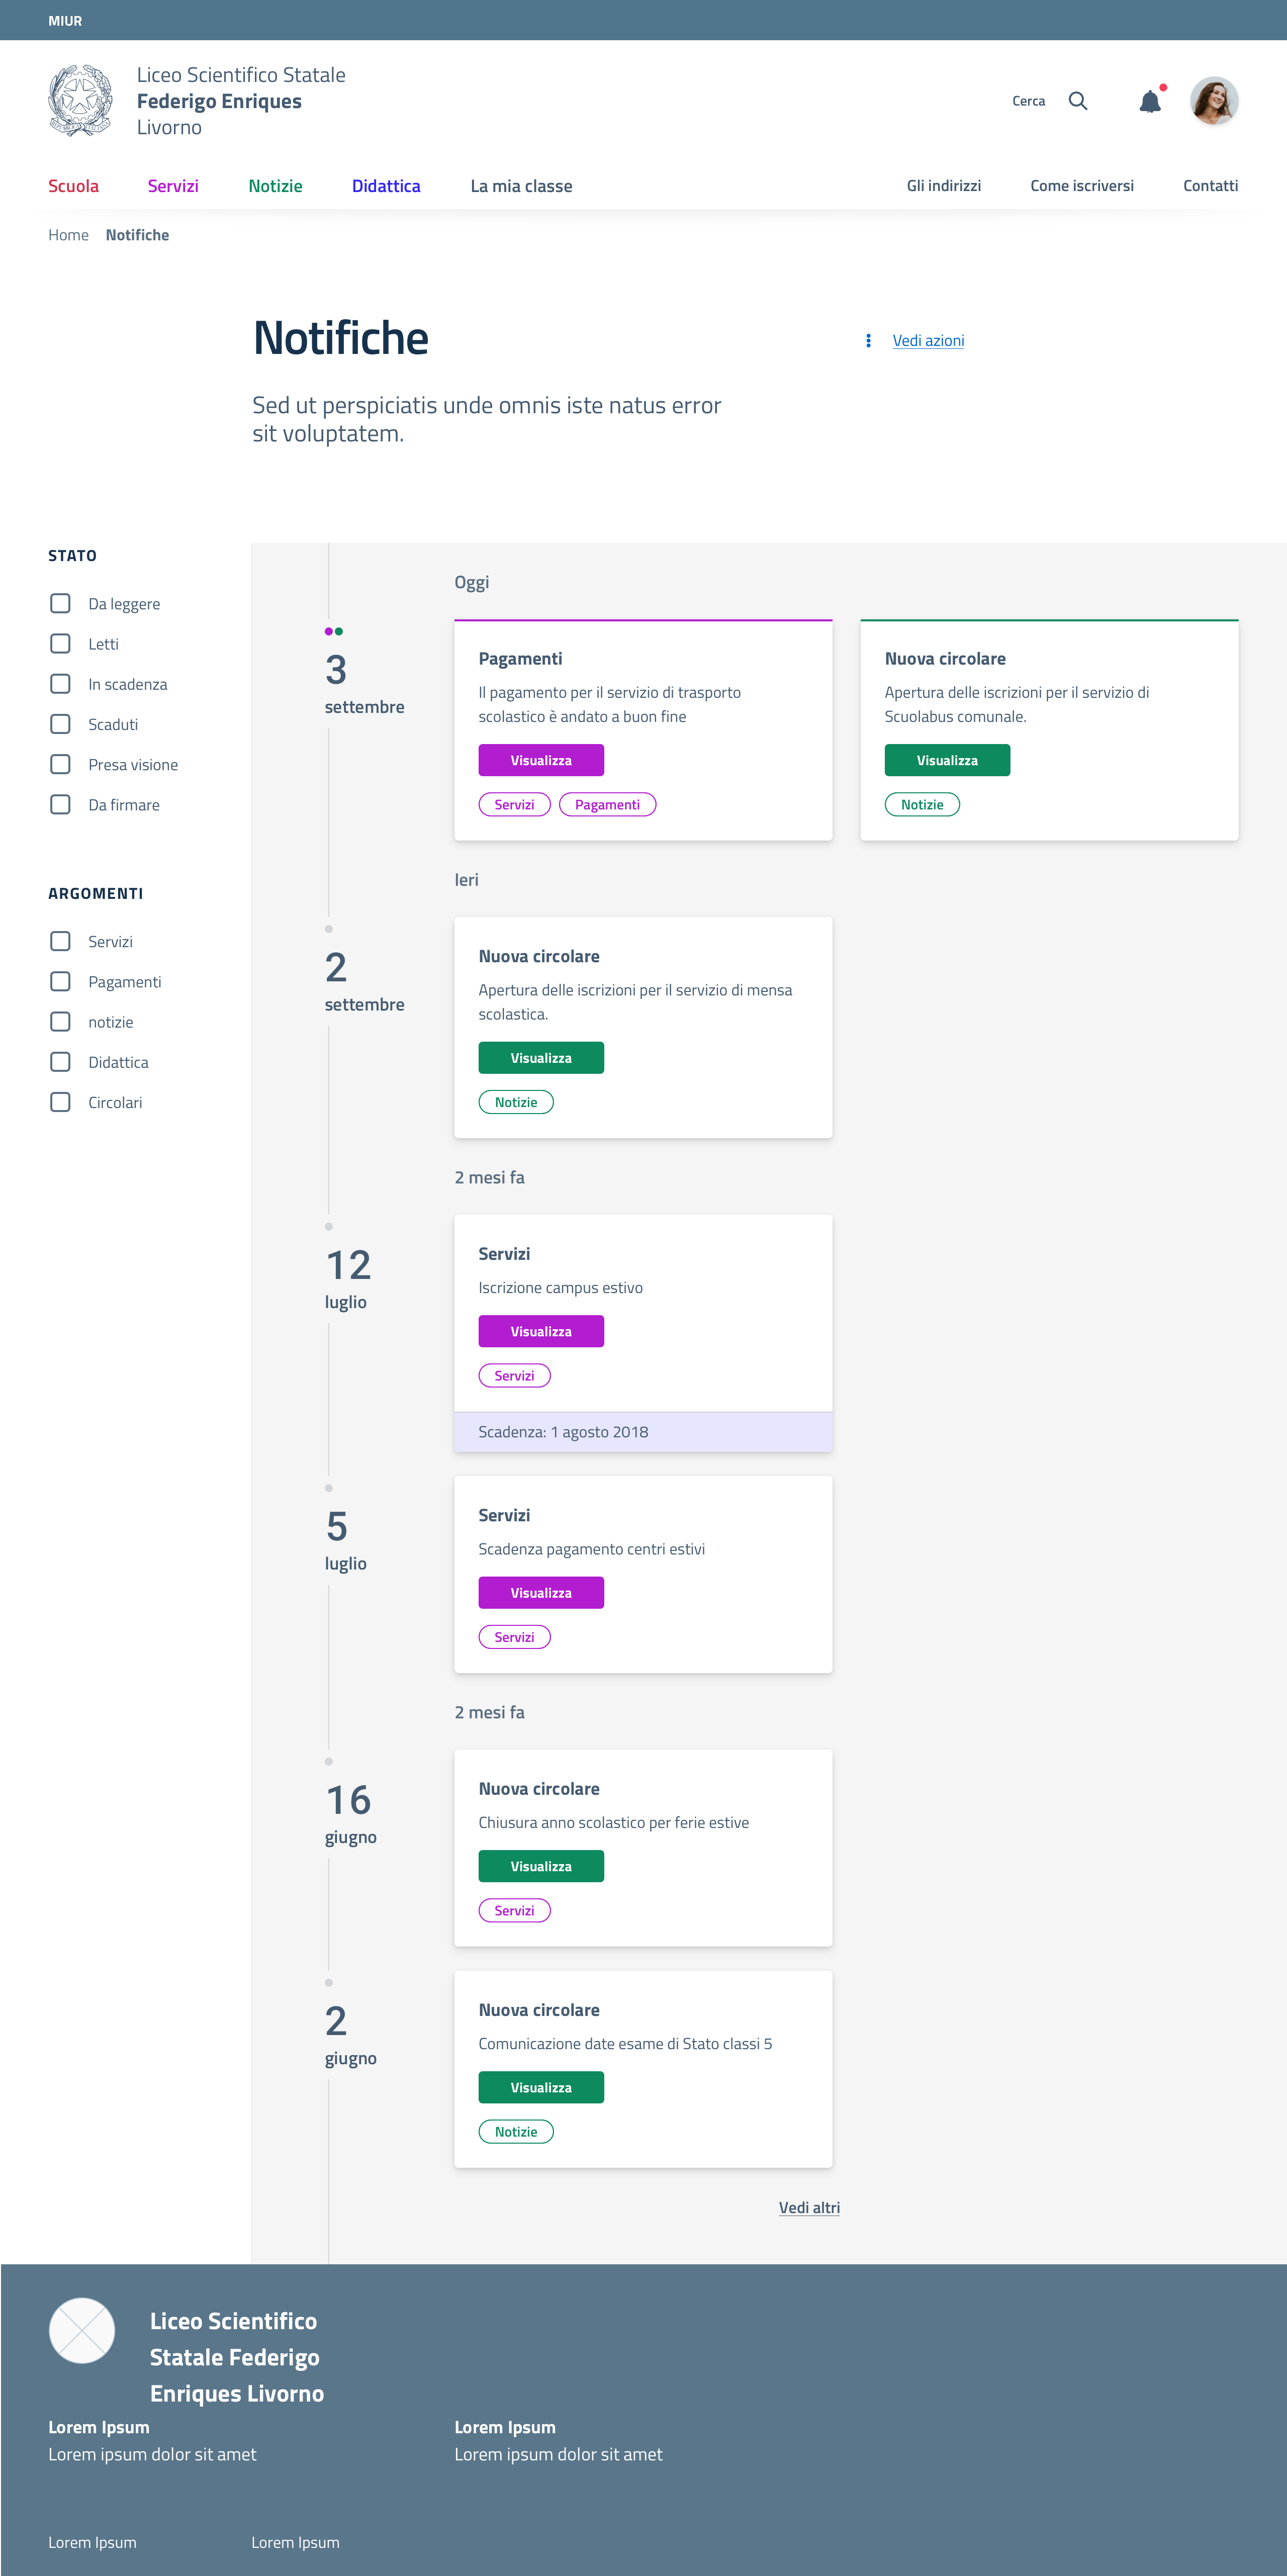 MIUR
Liceo Scientifico Statale
Federigo Enriques
Livorno
Cerca
Scuola Servizi Notizie Didattica La mia classe Gli indirizzi Come iscriversi Contatti
Home Notifiche
Notifiche
Vedi azioni
Sed ut perspiciatis unde omnis iste natus error
sit voluptatem.
STATO
Da leggere
Letti
In scadenza
Scaduti
Presa visione
Da firmare
ARGOMENTI
Servizi
Pagamenti
notizie
Didattica
Circolari
Oggi
3
settembre
Pagamenti
Il pagamento per il servizio di trasporto
scolastico è andato a buon fine
Visualizza
Servizi Pagamenti
Nuova circolare
Apertura delle iscrizioni per il servizio di
Scuolabus comunale.
Visualizza
Notizie
Ieri
2
settembre
Nuova circolare
Apertura delle iscrizioni per il servizio di mensa
scolastica.
Visualizza
Notizie
2 mesi fa
12
luglio
Servizi
Iscrizione campus estivo
Visualizza
Servizi
Scadenza: 1 agosto 2018
5
luglio
Servizi
Scadenza pagamento centri estivi
Visualizza
Servizi
2 mesi fa
16
giugno
Nuova circolare
Chiusura anno scolastico per ferie estive
Visualizza
Servizi
2
giugno
Nuova circolare
Comunicazione date esame di Stato classi 5
Visualizza
Notizie
Vedi altri
Liceo Scientifico
Statale Federigo
Enriques Livorno
Lorem Ipsum Lorem Ipsum
Lorem ipsum dolor sit amet Lorem ipsum dolor sit amet
Lorem Ipsum Lorem Ipsum